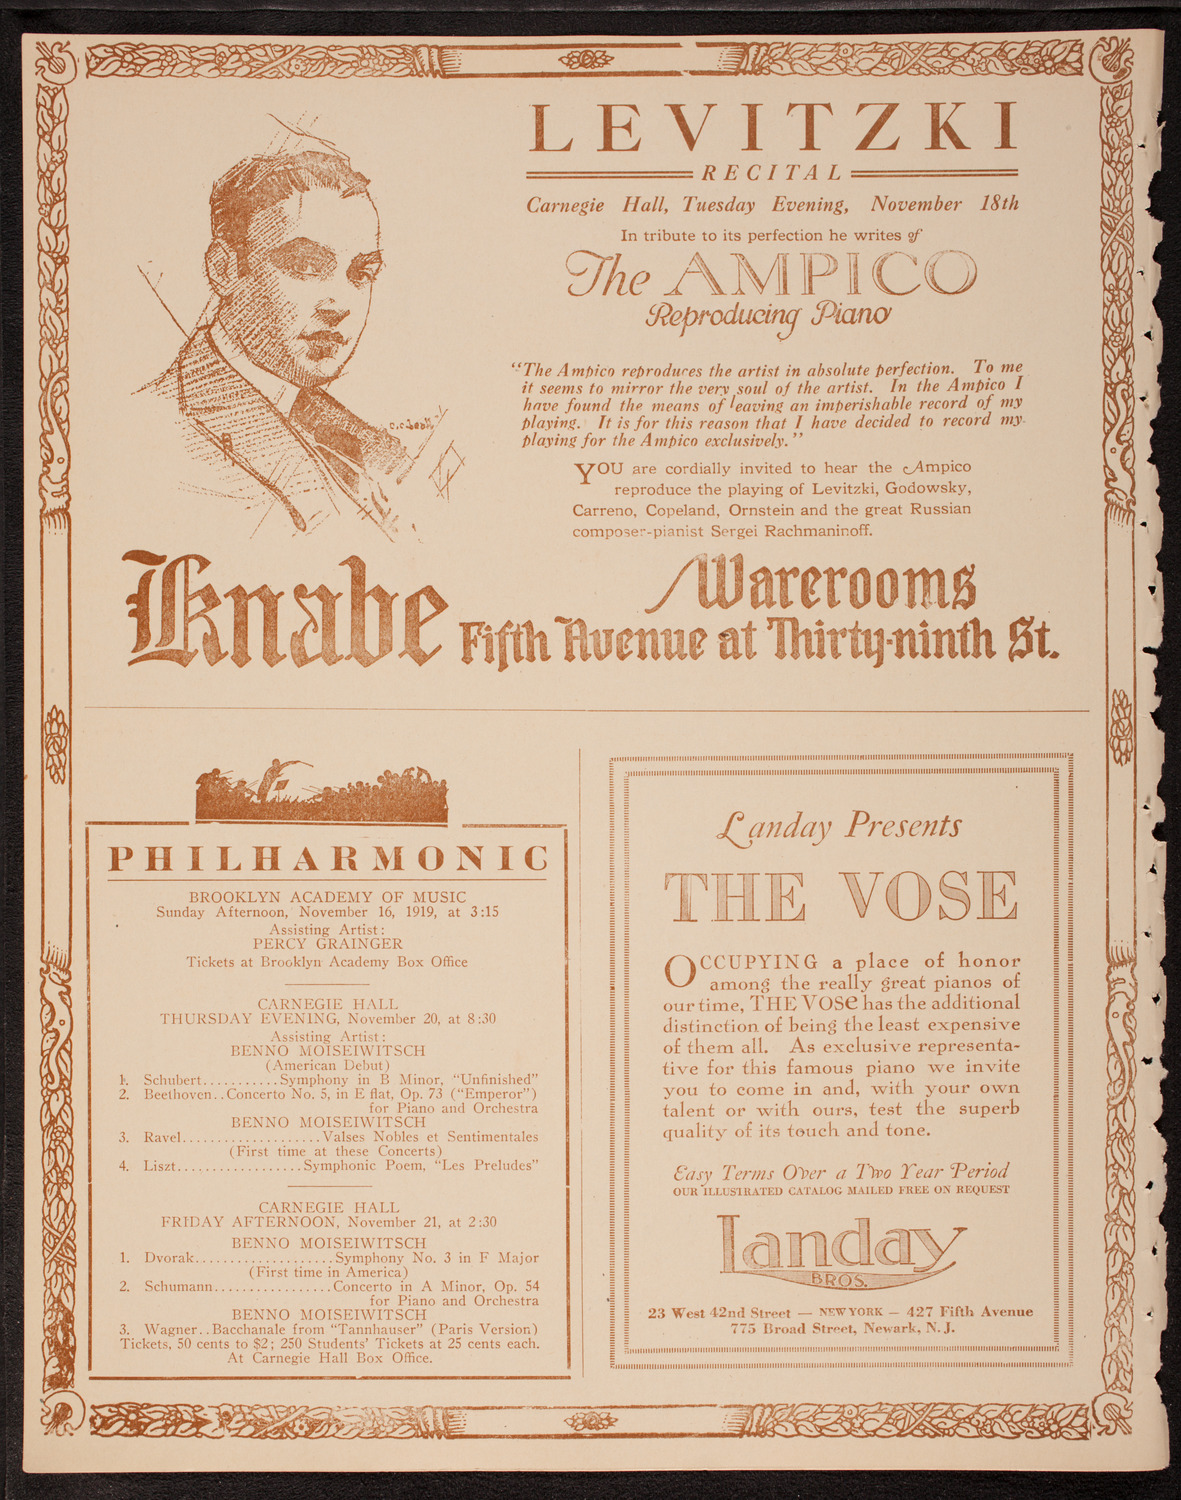 LEVITZKI
RECITAL
Carnegie Hall, Tuesday Evening, November 18th
In tribute to its perfection he writes of
The AMPICO
Reproducing Piano
"The Ampico reproduces the artist in absolute perfection. To me
it seems to mirror the very soul of the artist. In the Ampico I
have found the means of leaving an imperishable record of my
playing. It is for this reason that I have decided to record my
playing for the Ampico exclusively."
YOU are cordially invited to hear the Ampico
reproduce the playing of Levitzki, Godowsky,
Carreno, Copeland, Ornstein and the great Russian
composer-pianist Sergei Rachmaninoff.
Knabe Warerooms
Fifth Avenue at Thirty-ninth St.
PHILHARMONIC
BROOKLYN ACADEMY OF MUSIC
Sunday Afternoon, November 16, 1919, at 3:15
Assisting Artist:
PERCY GRAINGER
Tickets at Brooklyn Academy Box Office
CARNEGIE HALL
THURSDAY EVENING, November 20, at 8:30
Assisting Artist:
BENNO MOISEIWITSCH
(American Debut)
1. Schubert...........Symphony in B Minor, "Unfinished"
2. Beethoven..Concerto No. 5, in E flat, Op. 73 ("Emperor")
for Piano and Orchestra
BENNO MOISEIWITSCH
3. Ravel....................Valses Nobles et Sentimentales
(First time at these Concerts)
4. Liszt..................Symphonic Poem, "Les Preludes"
CARNEGIE HALL
FRIDAY AFTERNOON, November 21, at 2:30
BENNO MOISEIWITSCH
1. Dvorak....................Symphony No. 3 in F Major
(First time in America)
2. Schumann.................Concerto in A Minor, Op. 54
for Piano and Orchestra
BENNO MOISEIWITSCH
3. Wagner..Bacchanale from "Tannhauser" (Paris Version)
Tickets, 50 cents to $2; 250 Students' Tickets at 25 cents each.
At Carnegie Hall Box Office.
Landay Presents
THE VOSE
OCCUPYING a place of honor
among the really great pianos of
our time, THE VOSE has the additional
distinction of being the least expensive
of them all. As exclusive representa-
tive for this famous piano we invite
you to come in and, with your own
talent or with ours, test the superb
quality of its touch and tone.
Easy Terms Over a Two Year Period
OUR ILLUSTRATED CATALOG MAILED FREE ON REQUEST
Landay
BROS.
23 West 42nd Street — NEW YORK — 427 Fifth Avenue
775 Broad Street, Newark, N. J.